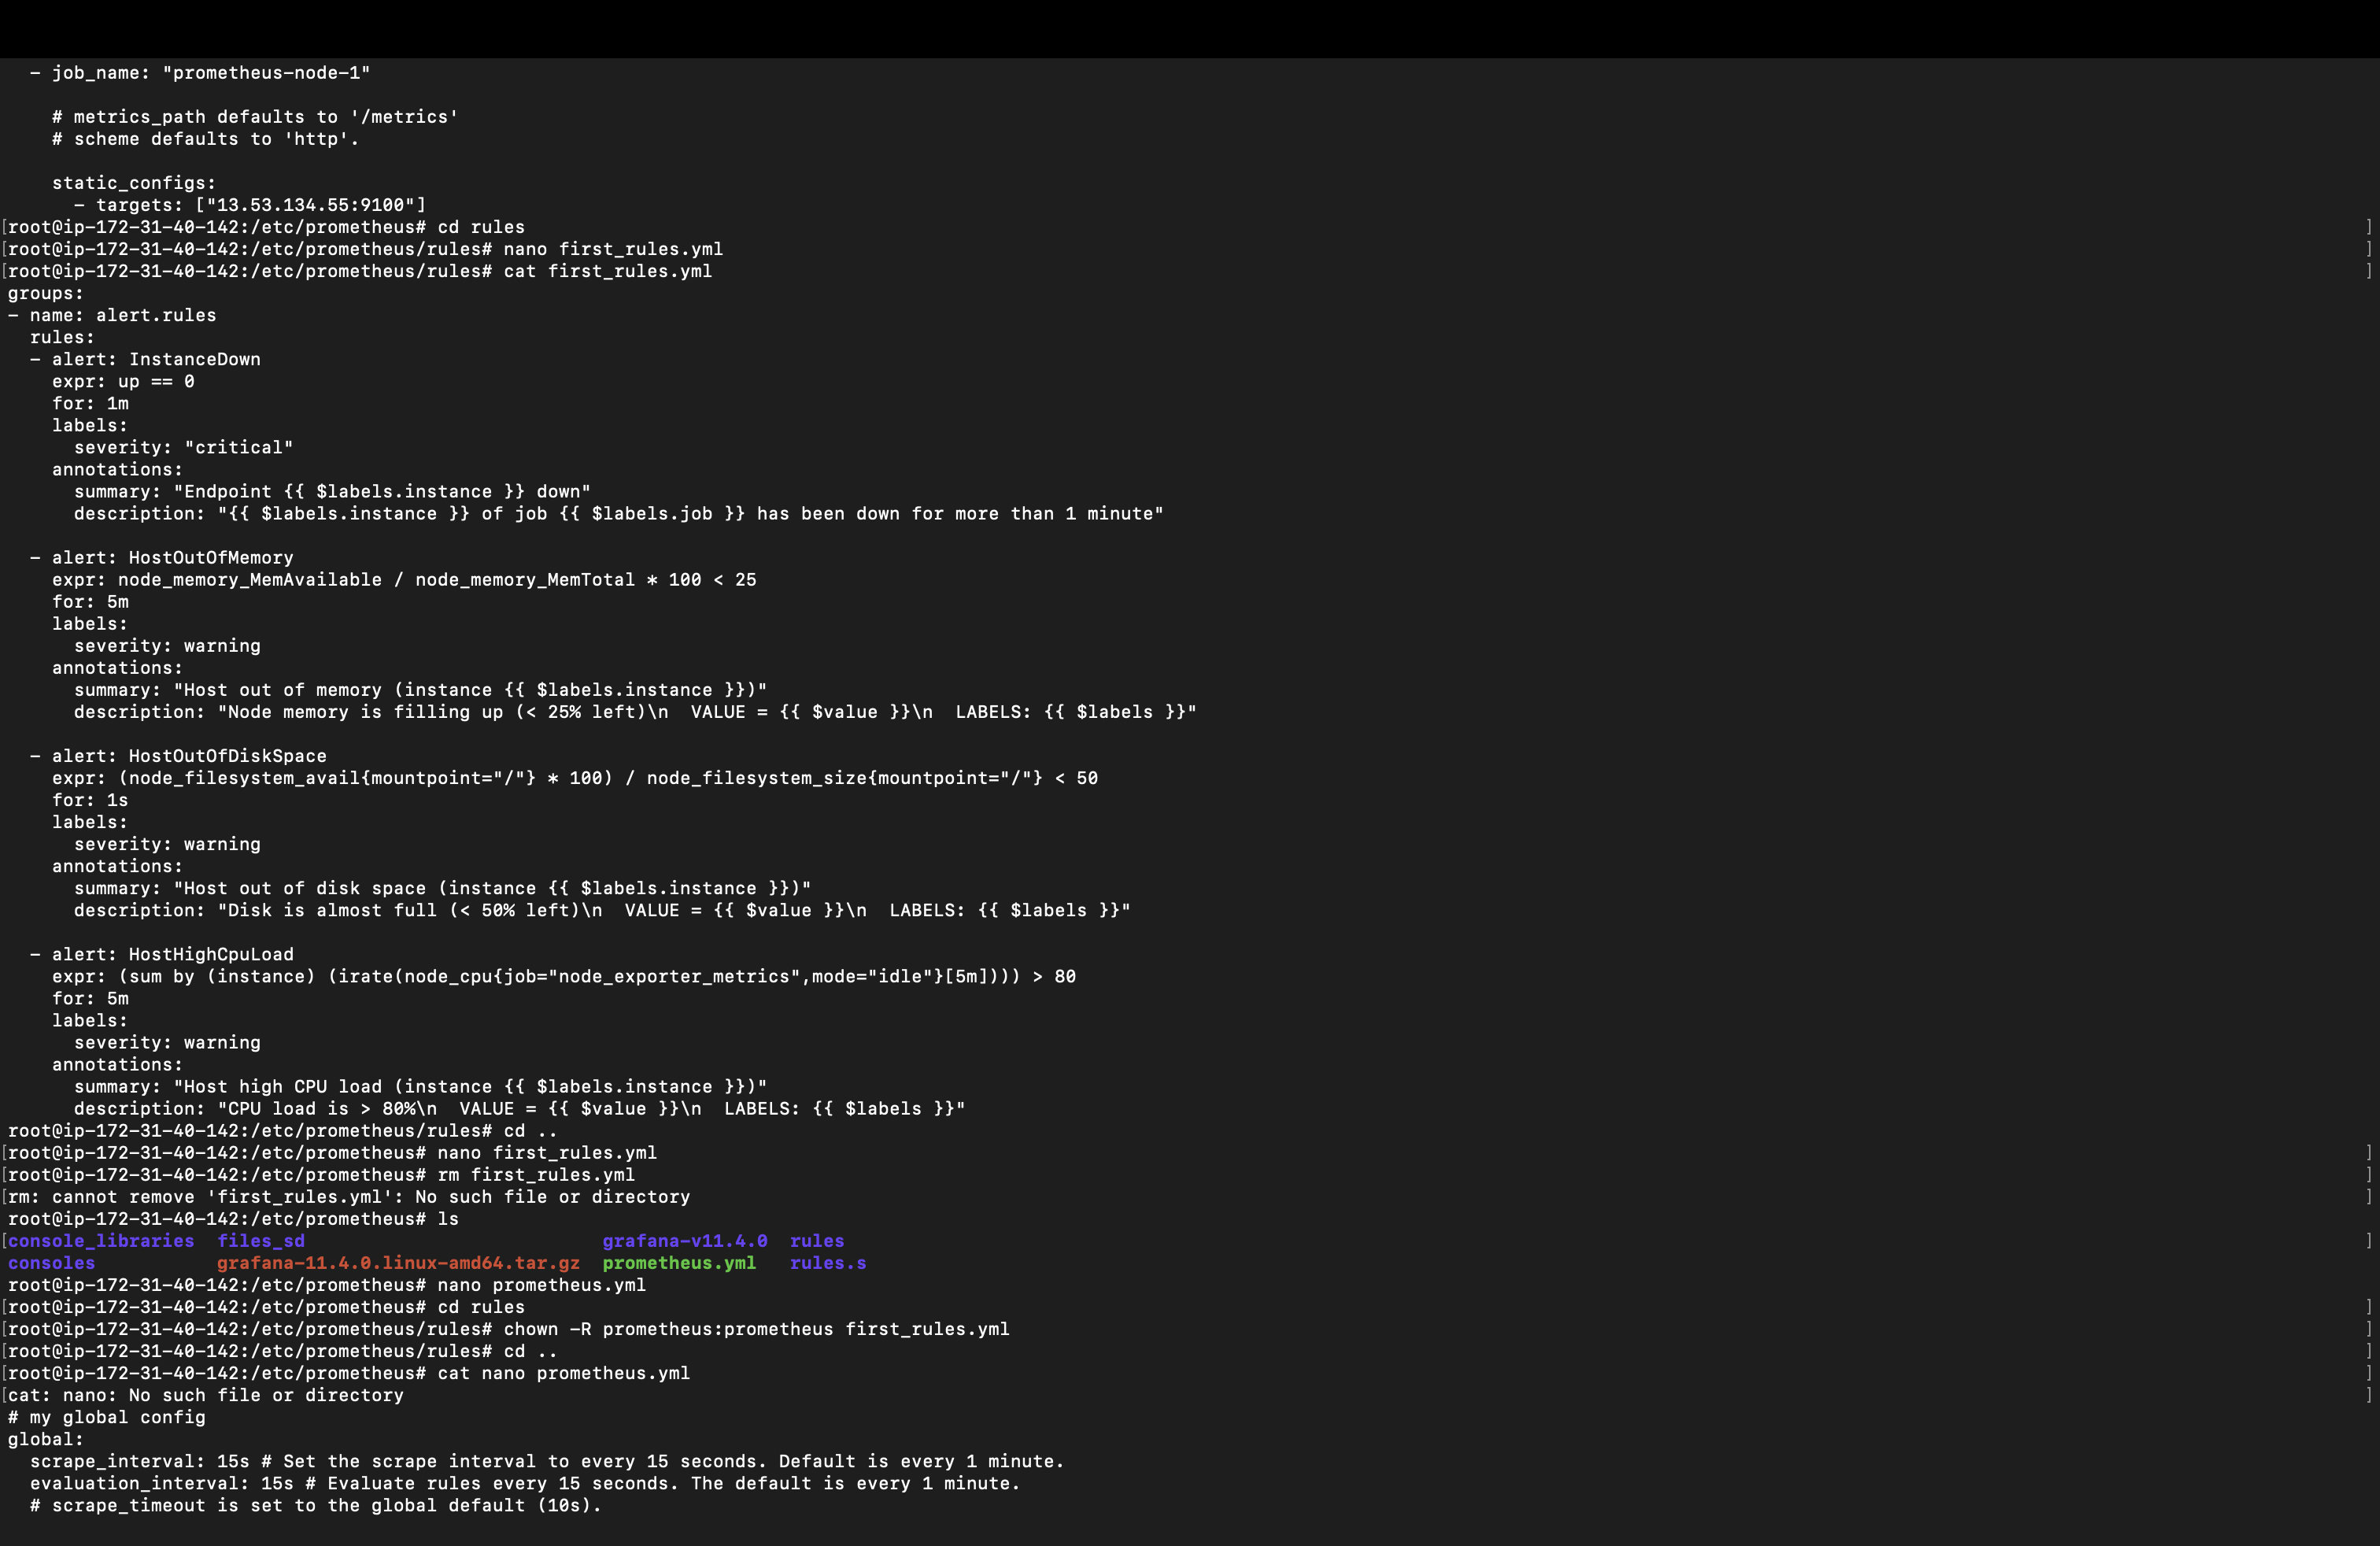 - job_name: "prometheus-node-1"

    # metrics_path defaults to '/metrics'
    # scheme defaults to 'http'.

    static_configs:
      - targets: ["13.53.134.55:9100"]
[root@ip-172-31-40-142:/etc/prometheus# cd rules ]
[root@ip-172-31-40-142:/etc/prometheus/rules# nano first_rules.yml ]
[root@ip-172-31-40-142:/etc/prometheus/rules# cat first_rules.yml ]
groups:
- name: alert.rules
  rules:
  - alert: InstanceDown
    expr: up == 0
    for: 1m
    labels:
      severity: "critical"
    annotations:
      summary: "Endpoint {{ $labels.instance }} down"
      description: "{{ $labels.instance }} of job {{ $labels.job }} has been down for more than 1 minute"

  - alert: HostOutOfMemory
    expr: node_memory_MemAvailable / node_memory_MemTotal * 100 < 25
    for: 5m
    labels:
      severity: warning
    annotations:
      summary: "Host out of memory (instance {{ $labels.instance }})"
      description: "Node memory is filling up (< 25% left)\n  VALUE = {{ $value }}\n  LABELS: {{ $labels }}"

  - alert: HostOutOfDiskSpace
    expr: (node_filesystem_avail{mountpoint="/"} * 100) / node_filesystem_size{mountpoint="/"} < 50
    for: 1s
    labels:
      severity: warning
    annotations:
      summary: "Host out of disk space (instance {{ $labels.instance }})"
      description: "Disk is almost full (< 50% left)\n  VALUE = {{ $value }}\n  LABELS: {{ $labels }}"

  - alert: HostHighCpuLoad
    expr: (sum by (instance) (irate(node_cpu{job="node_exporter_metrics",mode="idle"}[5m]))) > 80
    for: 5m
    labels:
      severity: warning
    annotations:
      summary: "Host high CPU load (instance {{ $labels.instance }})"
      description: "CPU load is > 80%\n  VALUE = {{ $value }}\n  LABELS: {{ $labels }}"
root@ip-172-31-40-142:/etc/prometheus/rules# cd ..
[root@ip-172-31-40-142:/etc/prometheus# nano first_rules.yml ]
[root@ip-172-31-40-142:/etc/prometheus# rm first_rules.yml ]
[rm: cannot remove 'first_rules.yml': No such file or directory ]
root@ip-172-31-40-142:/etc/prometheus# ls
[console_libraries  files_sd                           grafana-v11.4.0  rules ]
consoles           grafana-11.4.0.linux-amd64.tar.gz  prometheus.yml   rules.s
root@ip-172-31-40-142:/etc/prometheus# nano prometheus.yml
[root@ip-172-31-40-142:/etc/prometheus# cd rules ]
[root@ip-172-31-40-142:/etc/prometheus/rules# chown -R prometheus:prometheus first_rules.yml ]
[root@ip-172-31-40-142:/etc/prometheus/rules# cd .. ]
[root@ip-172-31-40-142:/etc/prometheus# cat nano prometheus.yml ]
[cat: nano: No such file or directory ]
# my global config
global:
  scrape_interval: 15s # Set the scrape interval to every 15 seconds. Default is every 1 minute.
  evaluation_interval: 15s # Evaluate rules every 15 seconds. The default is every 1 minute.
  # scrape_timeout is set to the global default (10s).